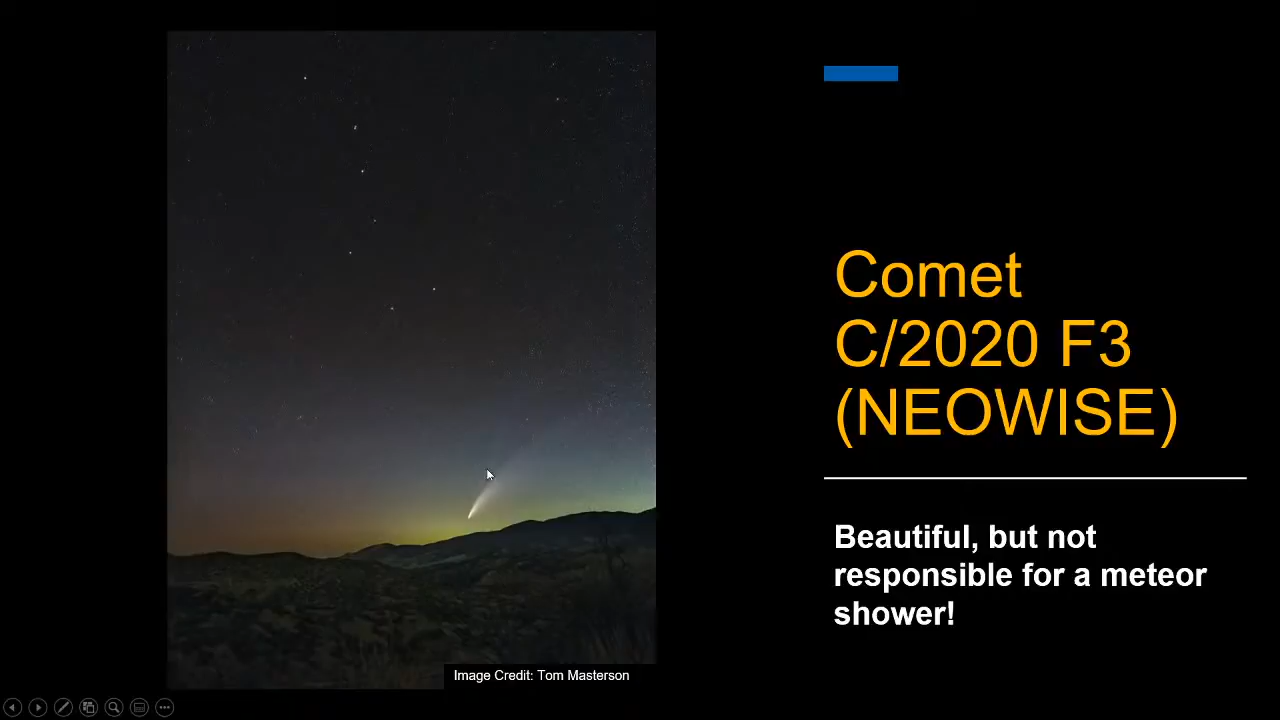 Comet
C/2020 F3
(NEOWISE)
Beautiful, but not
responsible for a meteor
shower!
Image Credit: Tom Masterson